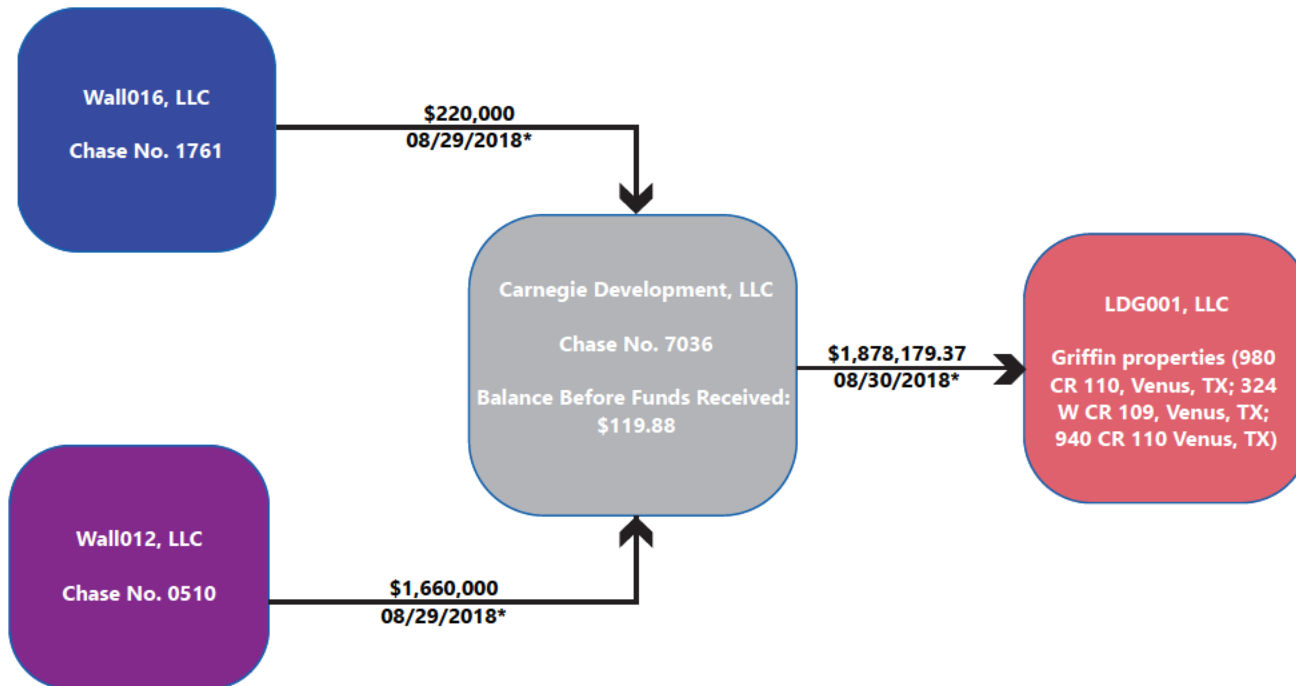 Wall016, LLC
Chase No. 1761
$220,000
08/29/2018*
Carnegie Development, LLC
Chase No. 7036
Balance Before Funds Received:
$119.88
$1,878,179.37
08/30/2018*
LDG001, LLC
Griffin properties (980
CR 110, Venus, TX; 324
W CR 109, Venus, TX;
940 CR 110 Venus, TX)
Wall012, LLC
Chase No. 0510
$1,660,000
08/29/2018*